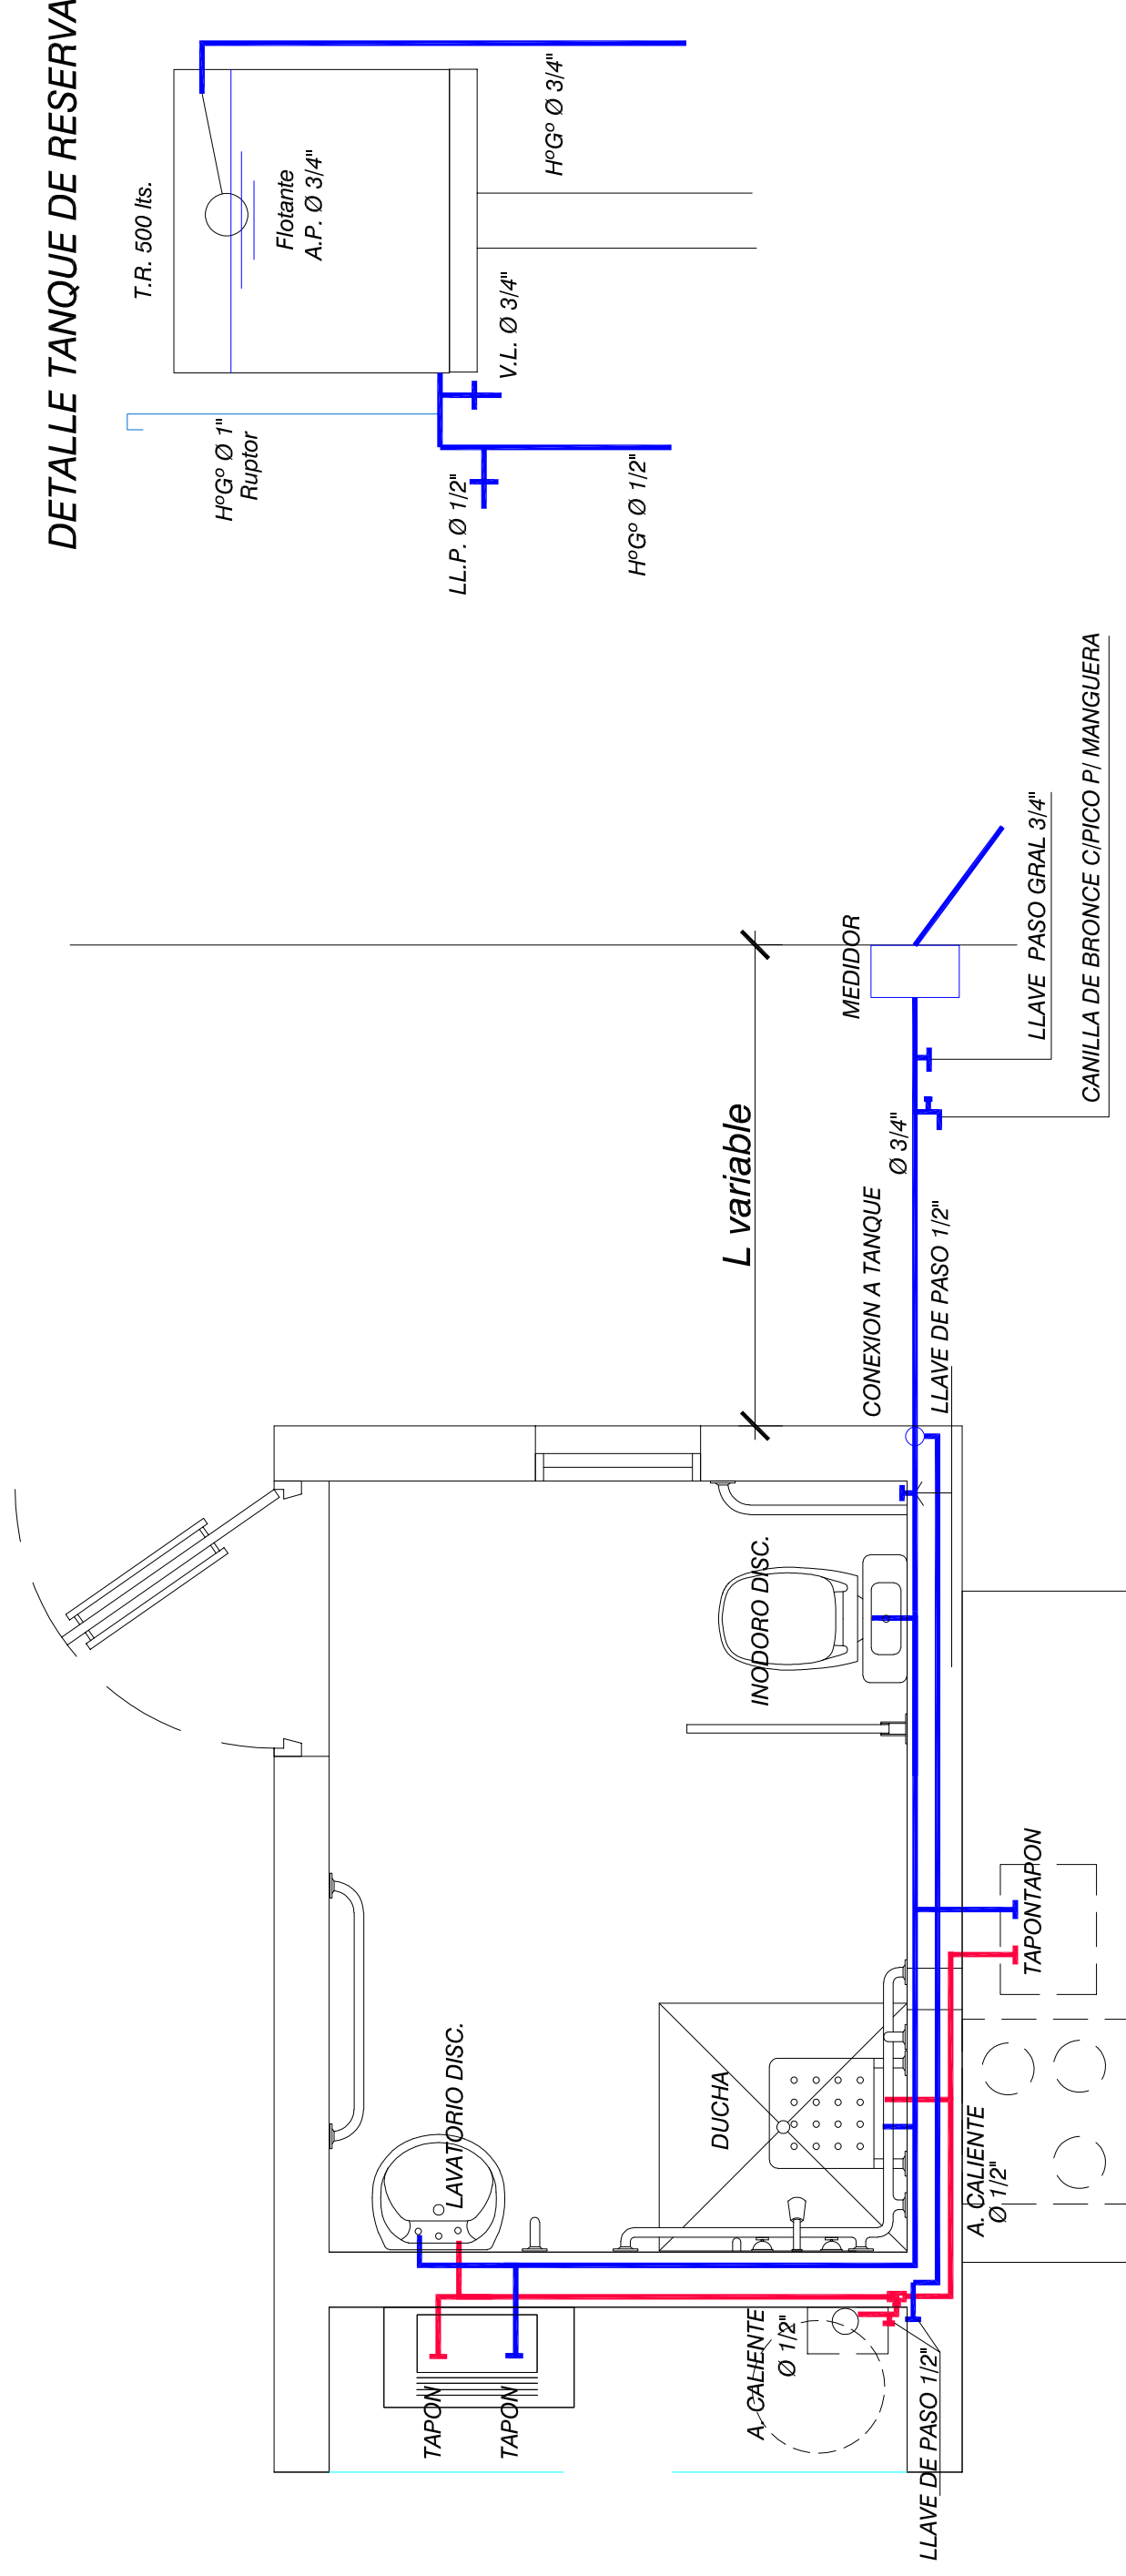 DETALLE TANQUE DE RESERVA
T.R. 500 lts.
Flotante
A.P. Ø 3/4"
HºGº Ø 3/4"
V.L. Ø 3/4"
HºGº Ø 1"
Ruptor
LL.P. Ø 1/2"
HºGº Ø 1/2"
L variable
MEDIDOR
LLAVE PASO GRAL 3/4"
CANILLA DE BRONCE C/PICO P/ MANGUERA
Ø 3/4"
CONEXION A TANQUE
LLAVE DE PASO 1/2"
INODORO DISC.
TAPONTAPON
LAVATORIO DISC.
DUCHA
A. CALIENTE
Ø 1/2"
A. CALIENTE
Ø 1/2"
TAPON
TAPON
LLAVE DE PASO 1/2"